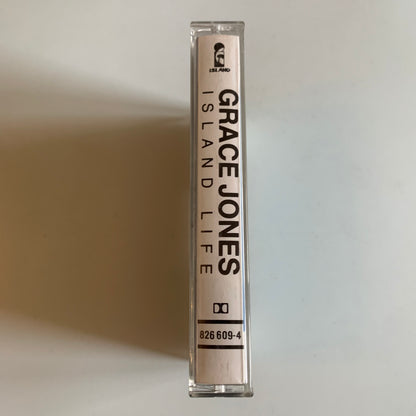 ISLAND
GRACE JONES
ISLAND LIFE
826 609-4